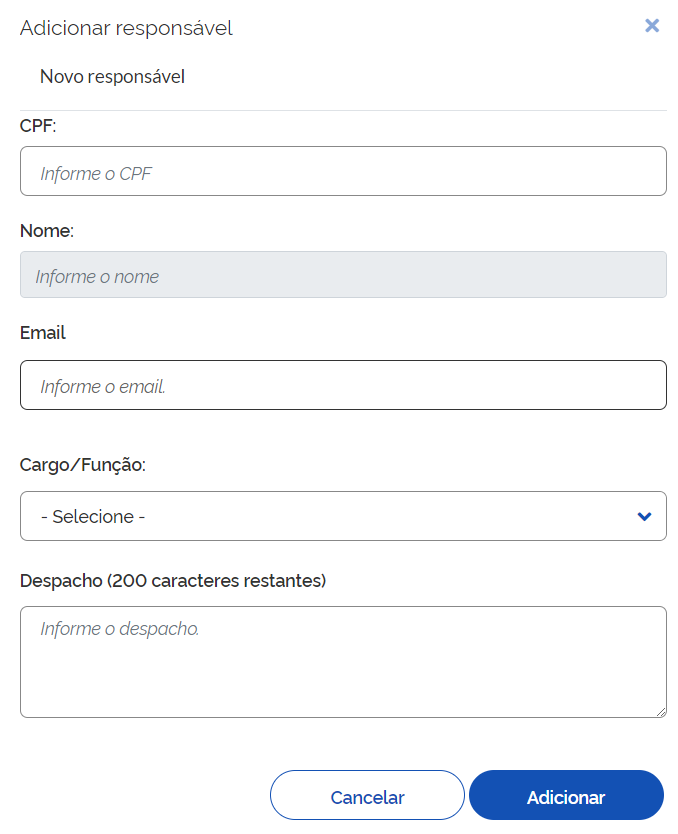 Adicionar responsável
Novo responsável
CPF:
Informe o CPF
Nome:
Informe o nome
Email
Informe o email.
Cargo/Função:
- Selecione -
Despacho (200 caracteres restantes)
Informe o despacho.
Cancelar
Adicionar